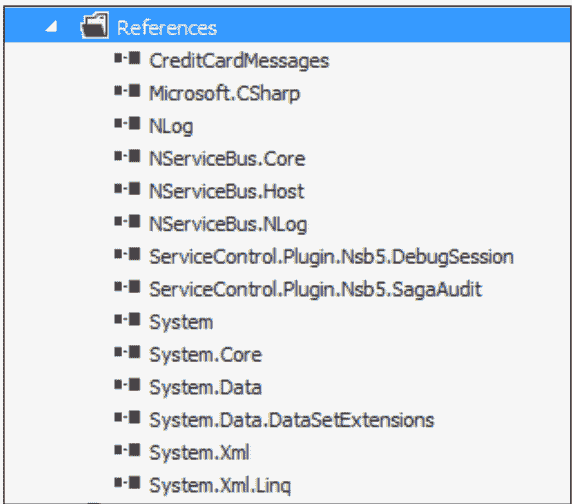 References
CreditCardMessages
Microsoft.CSharp
NLog
NServiceBus.Core
NServiceBus.Host
NServiceBus.NLog
ServiceControl.Plugin.Nsb5.DebugSession
ServiceControl.Plugin.Nsb5.SagaAudit
System
System.Core
System.Data
System.Data.DataSetExtensions
System.Xml
System.Xml.Linq